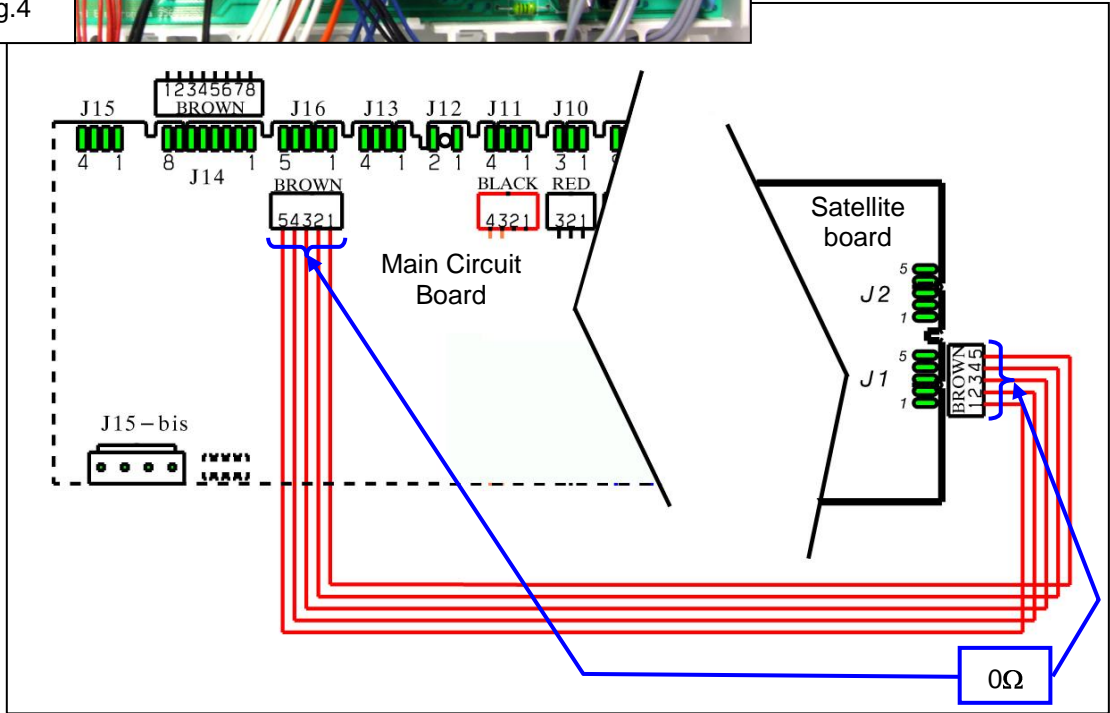 g.4
12345678
BROWN
J15 J16 J13 J12 J11 J10
4 1 8 1 5 1 4 1 2 1 4 1 3 1
J14
BROWN BLACK RED
54321 4321 321
Main Circuit
Board
Satellite
board
5
J2
1
5
J1
1
BROWN
12345
J15-bis
0Ω